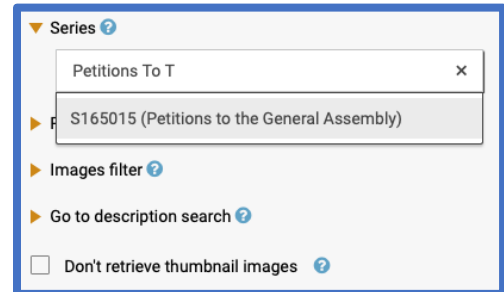 Series ?
Petitions To T ×
S165015 (Petitions to the General Assembly)
Images filter ?
Go to description search ?
Don't retrieve thumbnail images ?